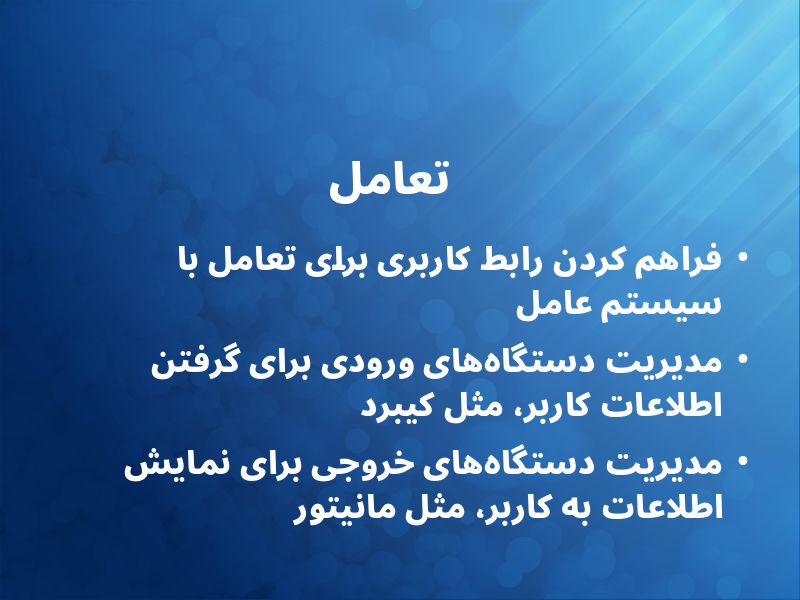 تعامل
• فراهم کردن رابط کاربری برای تعامل با
سیستم عامل
• مدیریت دستگاه‌های ورودی برای گرفتن
اطلاعات کاربر، مثل کیبرد
• مدیریت دستگاه‌های خروجی برای نمایش
اطلاعات به کاربر، مثل مانیتور